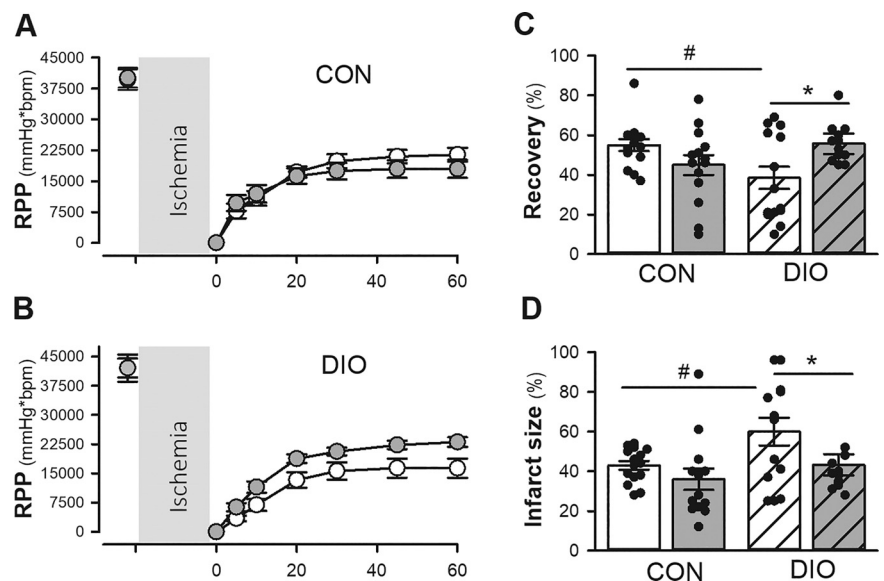 A
CON
RPP (mmHg*bpm)
45000
37500
30000
22500
15000
7500
0
Ischemia
0 20 40 60
B
DIO
RPP (mmHg*bpm)
45000
37500
30000
22500
15000
7500
0
Ischemia
0 20 40 60
C
Recovery (%)
100
80
60
40
20
0
#
*
CON DIO
D
Infarct size (%)
100
80
60
40
20
0
#
*
CON DIO